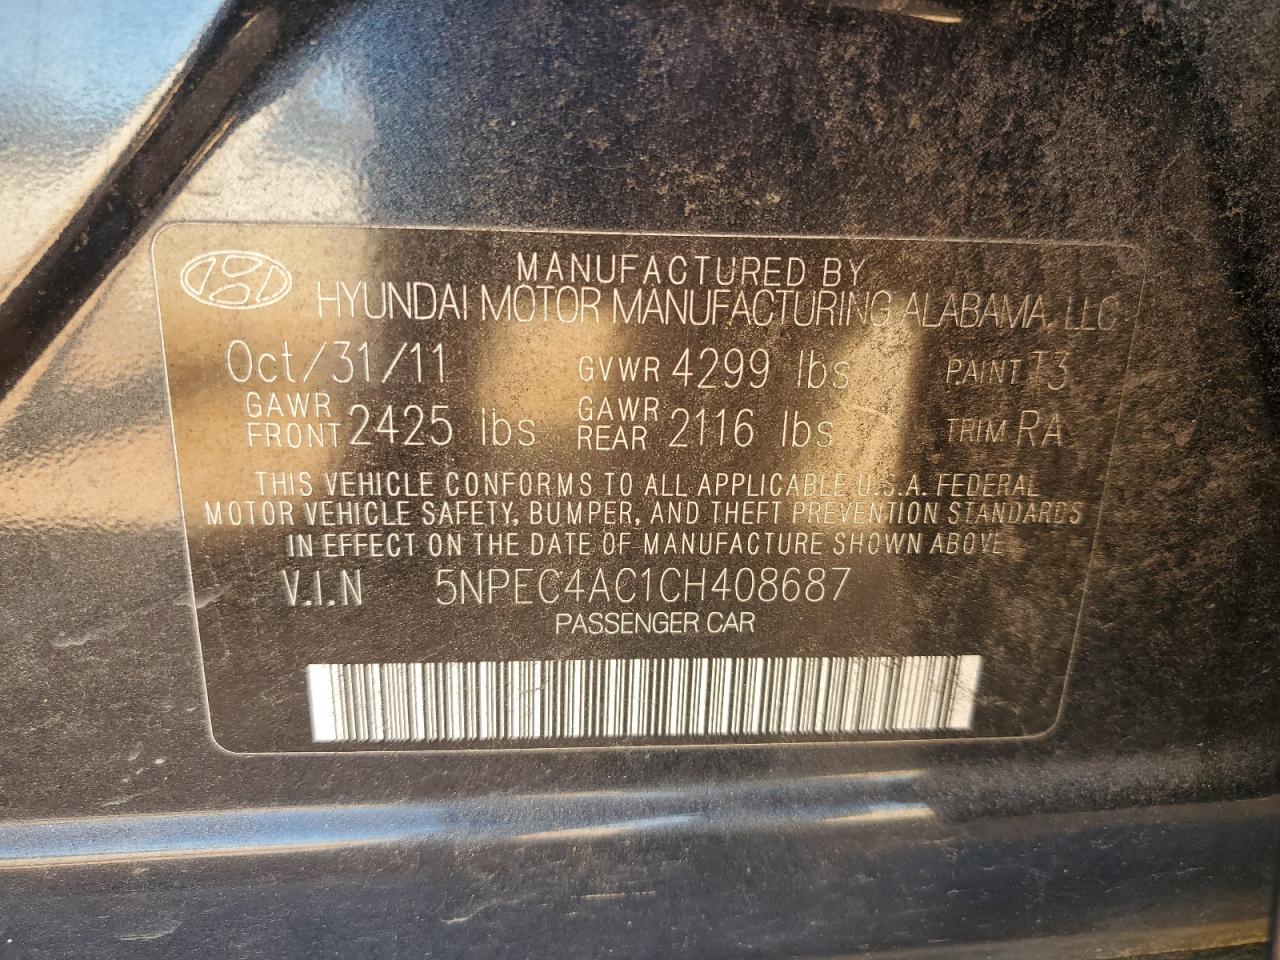 MANUFACTURED BY
HYUNDAI MOTOR MANUFACTURING ALABAMA, LLC
Oct/31/11 GVWR 4299 lbs PAINT T3
GAWR FRONT 2425 lbs GAWR REAR 2116 lbs TRIM RA
THIS VEHICLE CONFORMS TO ALL APPLICABLE U.S.A. FEDERAL
MOTOR VEHICLE SAFETY, BUMPER, AND THEFT PREVENTION STANDARDS
IN EFFECT ON THE DATE OF MANUFACTURE SHOWN ABOVE
V.I.N 5NPEC4AC1CH408687
PASSENGER CAR